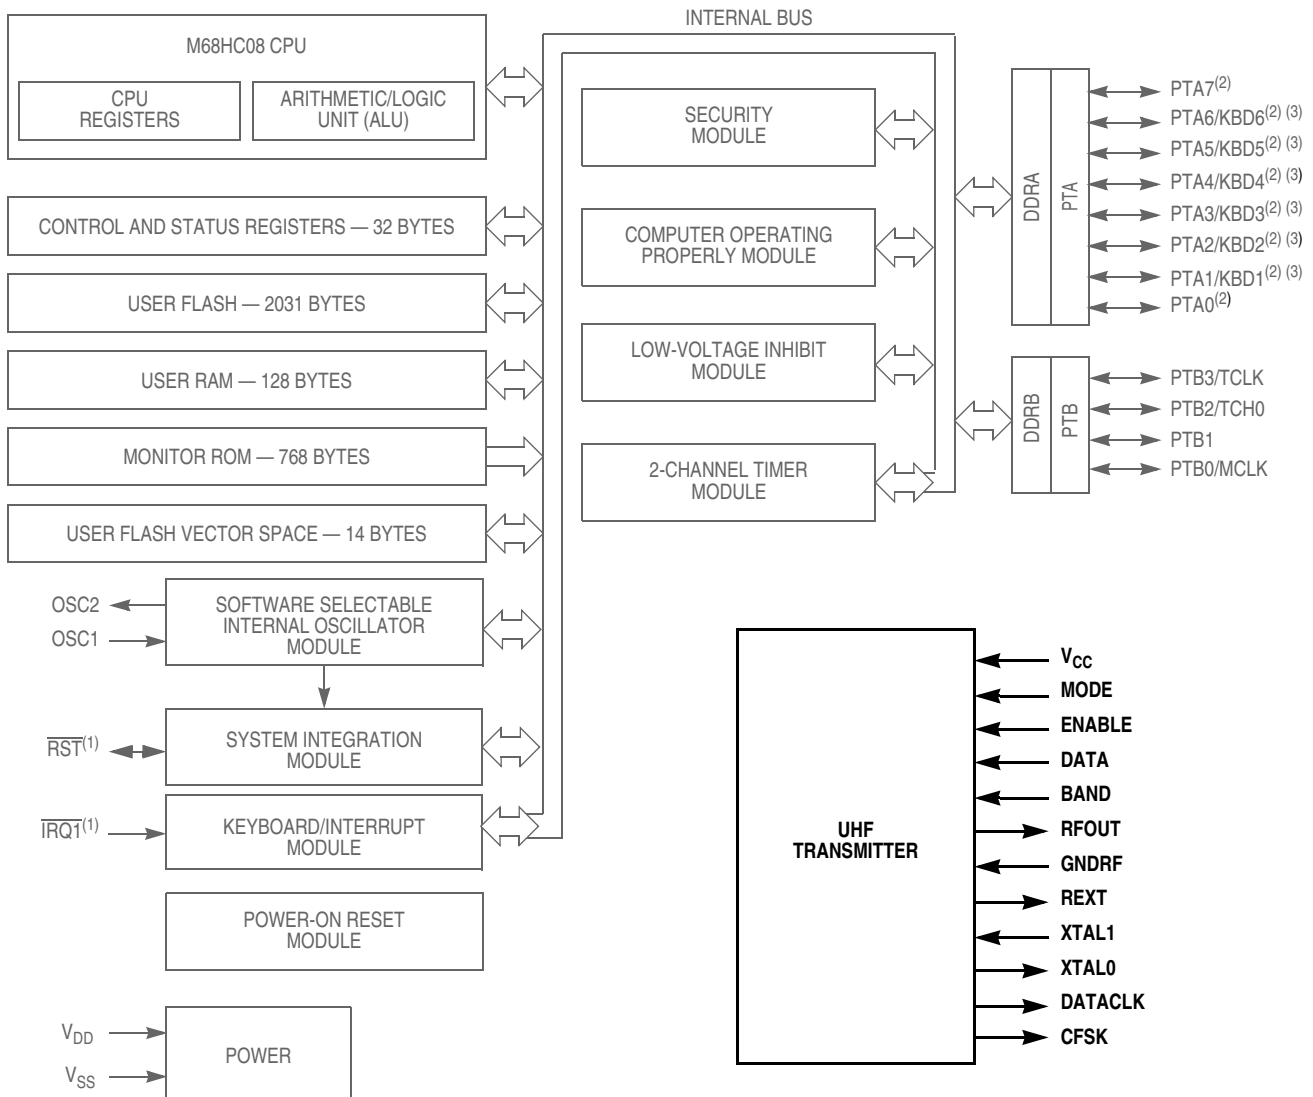 INTERNAL BUS
M68HC08 CPU
CPU
REGISTERS
ARITHMETIC/LOGIC
UNIT (ALU)
CONTROL AND STATUS REGISTERS — 32 BYTES
USER FLASH — 2031 BYTES
USER RAM — 128 BYTES
MONITOR ROM — 768 BYTES
USER FLASH VECTOR SPACE — 14 BYTES
OSC2
OSC1
SOFTWARE SELECTABLE
INTERNAL OSCILLATOR
MODULE
RST(1)
SYSTEM INTEGRATION
MODULE
IRQ1(1)
KEYBOARD/INTERRUPT
MODULE
POWER-ON RESET
MODULE
VDD
VSS
POWER
SECURITY
MODULE
COMPUTER OPERATING
PROPERLY MODULE
LOW-VOLTAGE INHIBIT
MODULE
2-CHANNEL TIMER
MODULE
DDRA
PTA
PTA7(2)
PTA6/KBD6(2) (3)
PTA5/KBD5(2) (3)
PTA4/KBD4(2) (3)
PTA3/KBD3(2) (3)
PTA2/KBD2(2) (3)
PTA1/KBD1(2) (3)
PTA0(2)
DDRB
PTB
PTB3/TCLK
PTB2/TCH0
PTB1
PTB0/MCLK
UHF
TRANSMITTER
VCC
MODE
ENABLE
DATA
BAND
RFOUT
GNDRF
REXT
XTAL1
XTAL0
DATACLK
CFSK